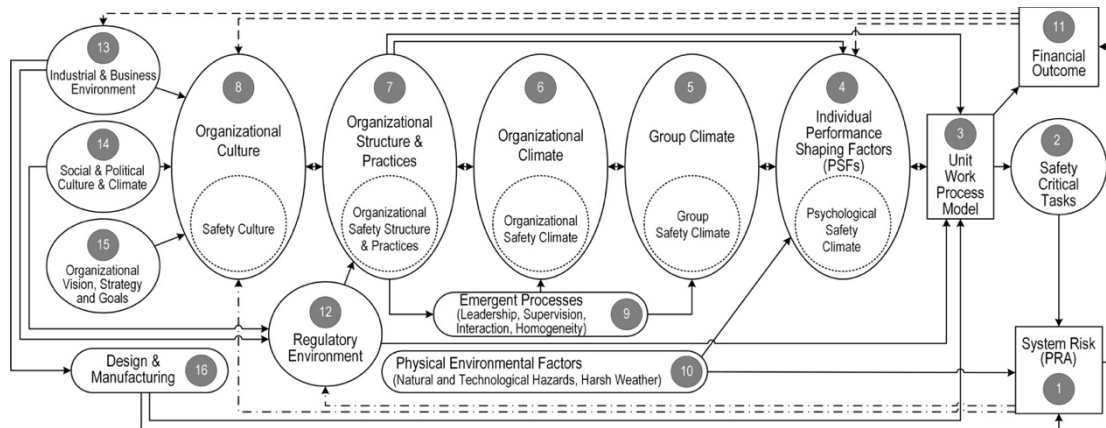 13
Industrial & Business
Environment
14
Social & Political
Culture & Climate
15
Organizational
Vision, Strategy
and Goals
Design &
Manufacturing
16
8
Organizational
Culture
Safety Culture
7
Organizational
Structure &
Practices
Organizational
Safety Structure
& Practices
6
Organizational
Climate
Organizational
Safety Climate
5
Group Climate
Group
Safety Climate
4
Individual
Performance
Shaping Factors
(PSFs)
Psychological
Safety
Climate
12
Regulatory
Environment
Emergent Processes
(Leadership, Supervision,
Interaction, Homogeneity)
9
Physical Environmental Factors
(Natural and Technological Hazards, Harsh Weather)
10
3
Unit
Work
Process
Model
11
Financial
Outcome
2
Safety
Critical
Tasks
System Risk
(PRA)
1